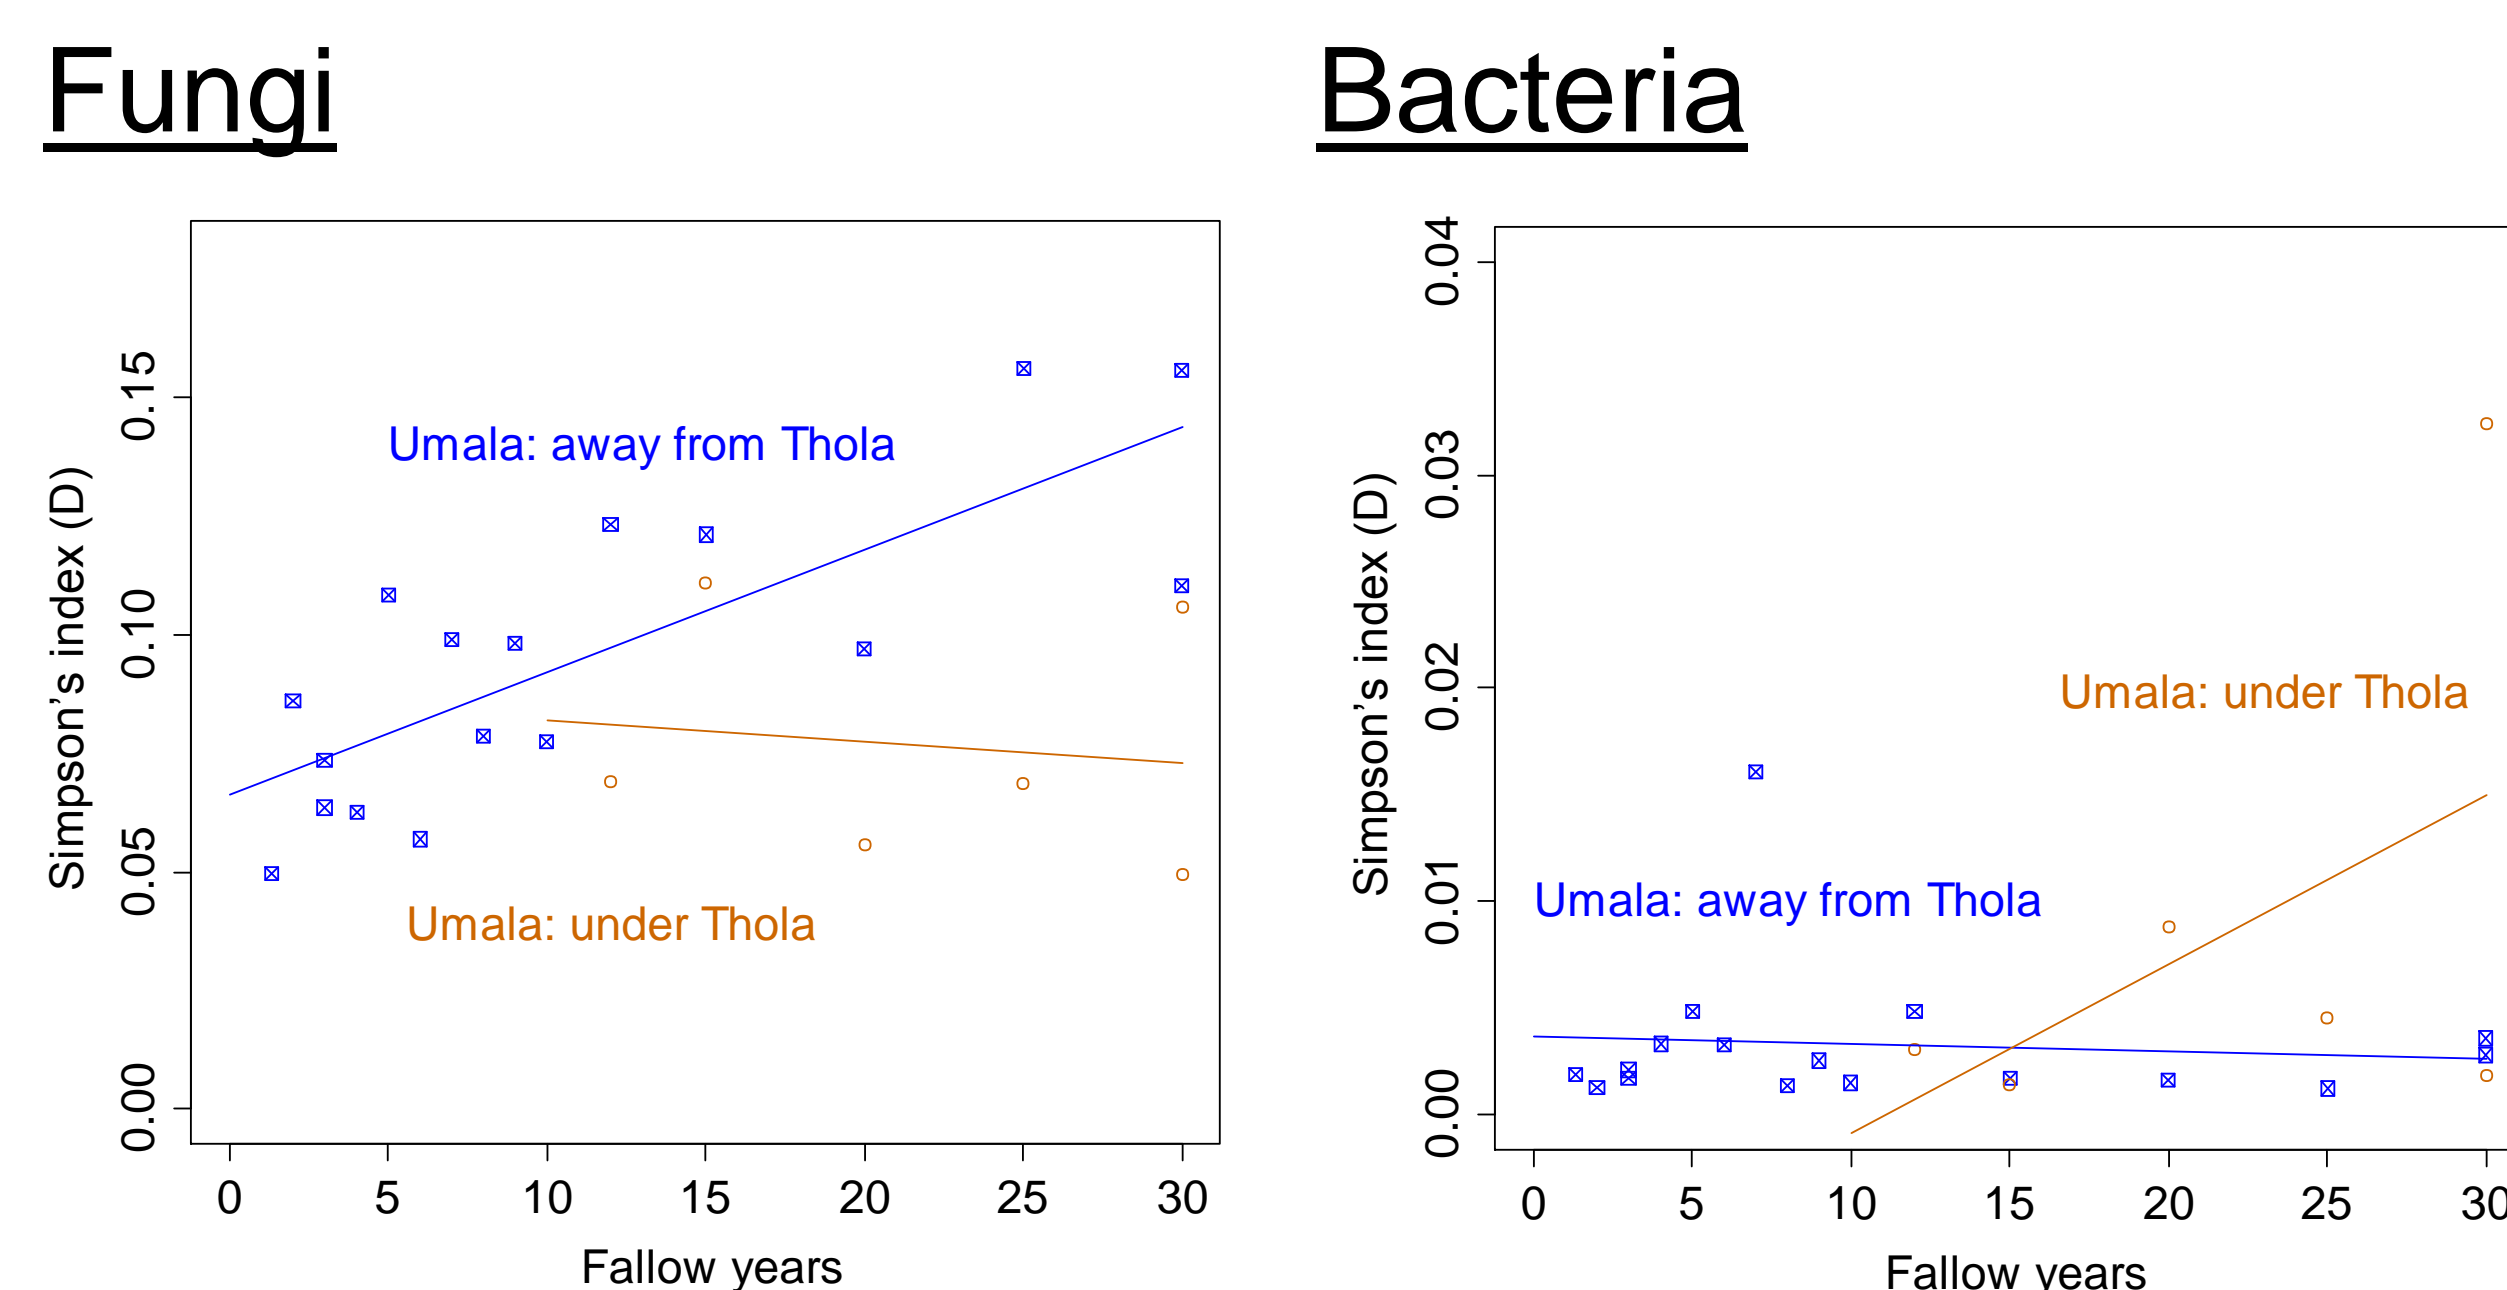 Fungi
Simpson's index (D)
0.15
0.10
0.05
0.00
Umala: away from Thola
Umala: under Thola
0 5 10 15 20 25 30
Fallow years
Bacteria
Simpson's index (D)
0.04
0.03
0.02
0.01
0.00
Umala: under Thola
Umala: away from Thola
0 5 10 15 20 25 30
Fallow years